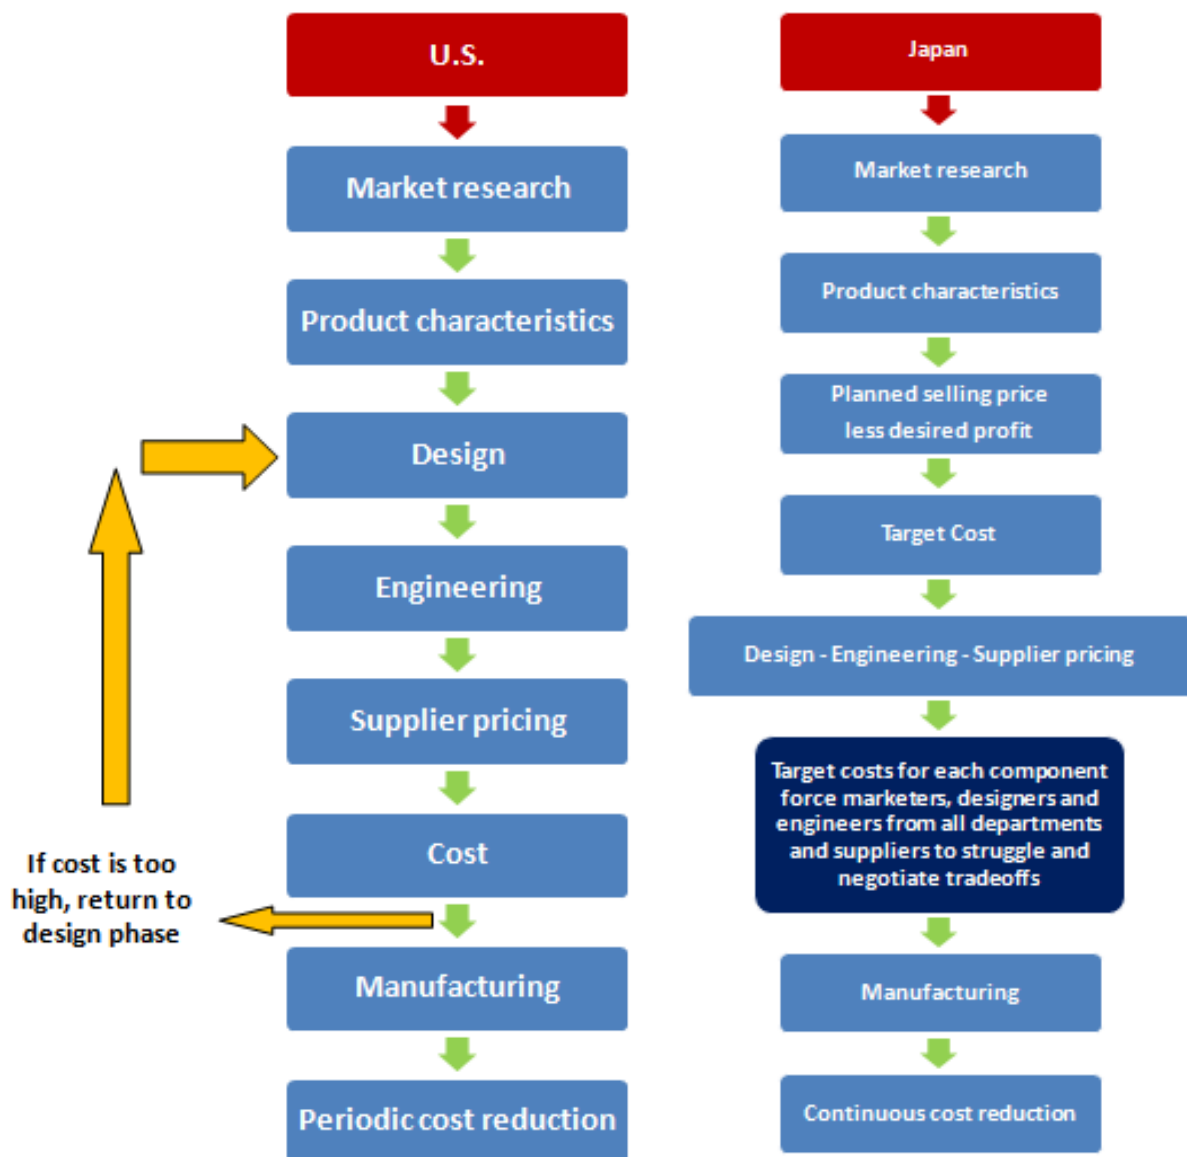 U.S.
Market research
Product characteristics
Design
Engineering
Supplier pricing
Cost
If cost is too
high, return to
design phase
Manufacturing
Periodic cost reduction
Japan
Market research
Product characteristics
Planned selling price
less desired profit
Target Cost
Design - Engineering - Supplier pricing
Target costs for each component
force marketers, designers and
engineers from all departments
and suppliers to struggle and
negotiate tradeoffs
Manufacturing
Continuous cost reduction